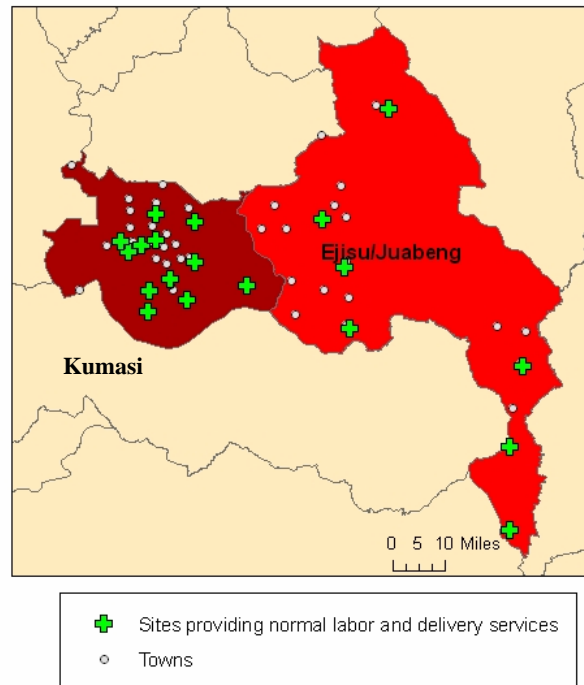 Ejisu/Juabeng
Kumasi
0 5 10 Miles
Sites providing normal labor and delivery services
Towns